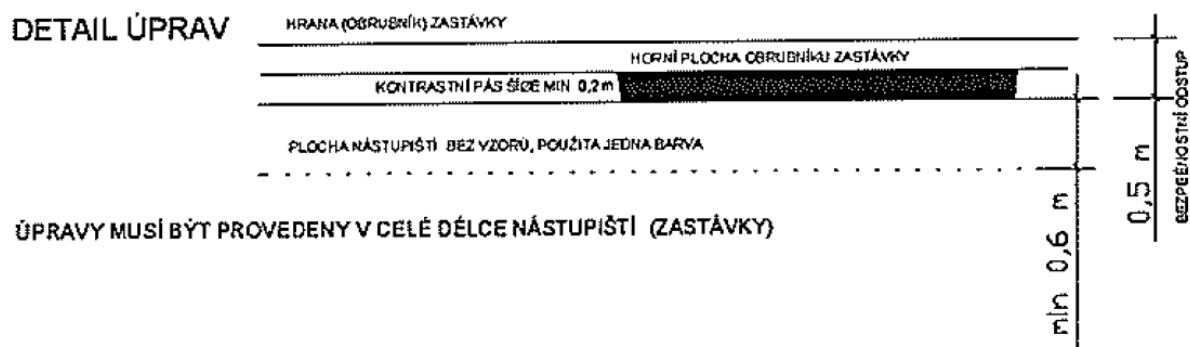 DETAIL ÚPRAV
HRANA (OBRUBNÍK) ZASTÁVKY
HORNÍ PLOCHA OBRUBNÍKU ZASTÁVKY
KONTRASTNÍ PÁS ŠÍŘE MIN 0,2 m
PLOCHA NÁSTUPIŠTĚ BEZ VZORŮ, POUŽITA JEDNA BARVA
ÚPRAVY MUSÍ BÝT PROVEDENY V CELÉ DÉLCE NÁSTUPIŠTĚ (ZASTÁVKY)
min 0,6 m
0,5 m
BEZPEČNOSTNÍ ODSTUP